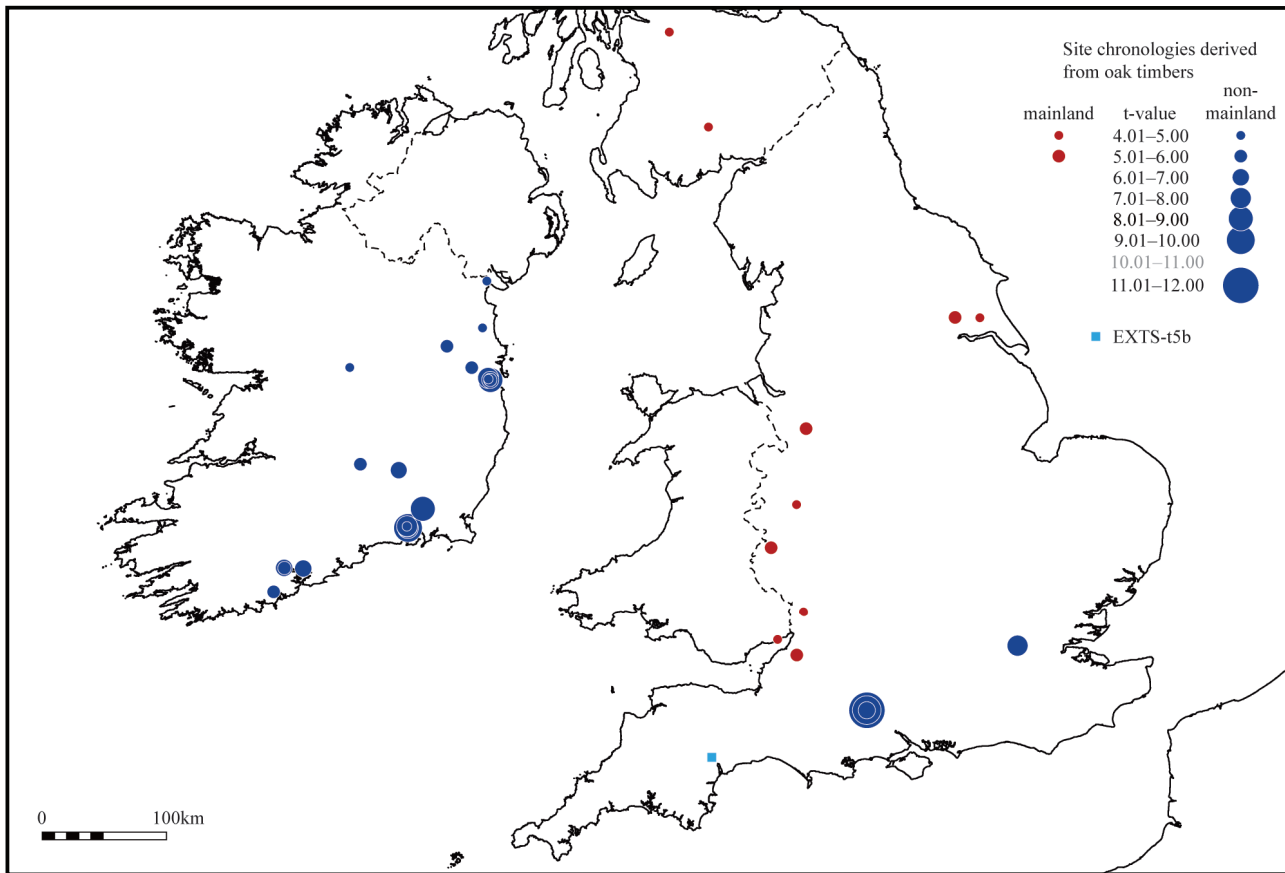 Site chronologies derived
from oak timbers
non-
mainland t-value mainland
4.01–5.00
5.01–6.00
6.01–7.00
7.01–8.00
8.01–9.00
9.01–10.00
10.01–11.00
11.01–12.00
EXTS-t5b
0 100km